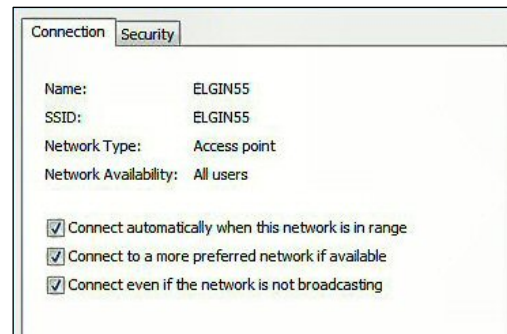 Connection Security
Name: ELGIN55
SSID: ELGIN55
Network Type: Access point
Network Availability: All users
Connect automatically when this network is in range
Connect to a more preferred network if available
Connect even if the network is not broadcasting